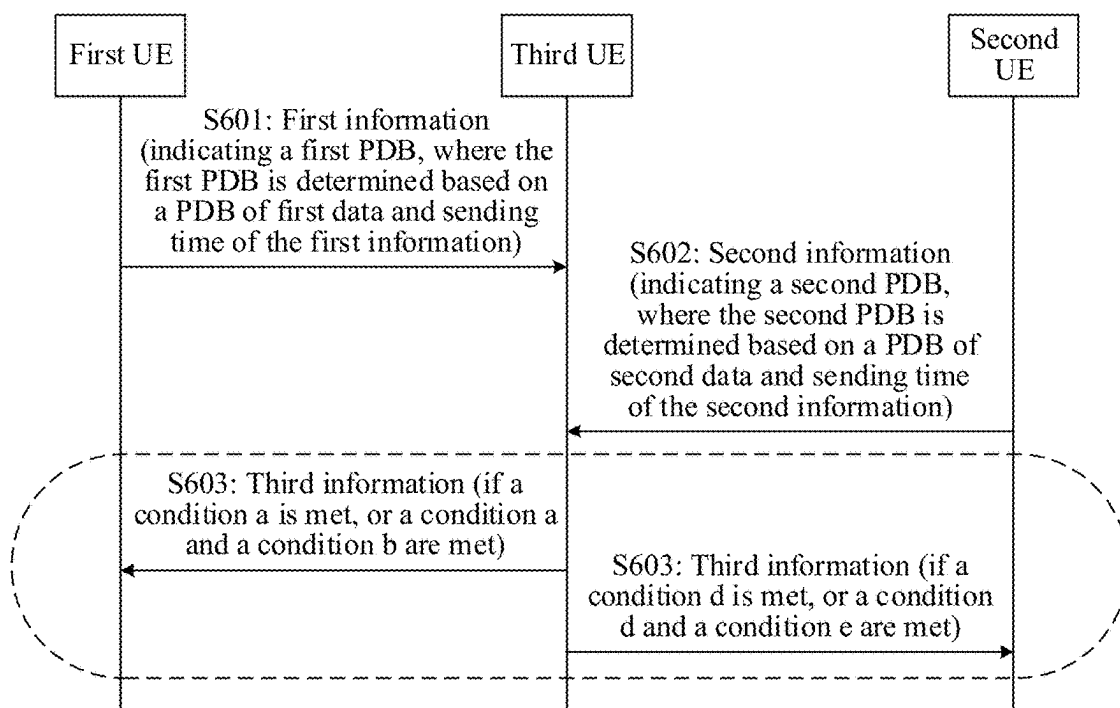 First UE
Third UE
Second
UE
S601: First information
(indicating a first PDB, where the
first PDB is determined based on
a PDB of first data and sending
time of the first information)
S602: Second information
(indicating a second PDB,
where the second PDB is
determined based on a PDB of
second data and sending time
of the second information)
S603: Third information (if a
condition a is met, or a condition a
and a condition b are met)
S603: Third information (if a
condition d is met, or a condition
d and a condition e are met)